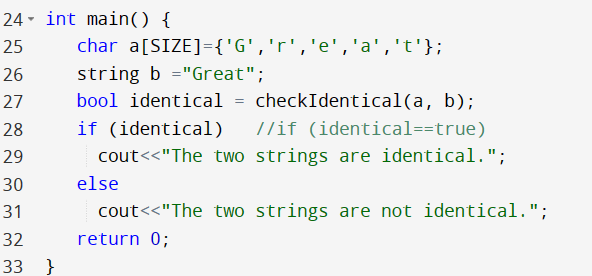 24 int main() {
25 char a[SIZE]={'G','r','e','a','t'};
26 string b ="Great";
27 bool identical = checkIdentical(a, b);
28 if (identical)   //if (identical==true)
29 cout<<"The two strings are identical.";
30 else
31 cout<<"The two strings are not identical.";
32 return 0;
33 }